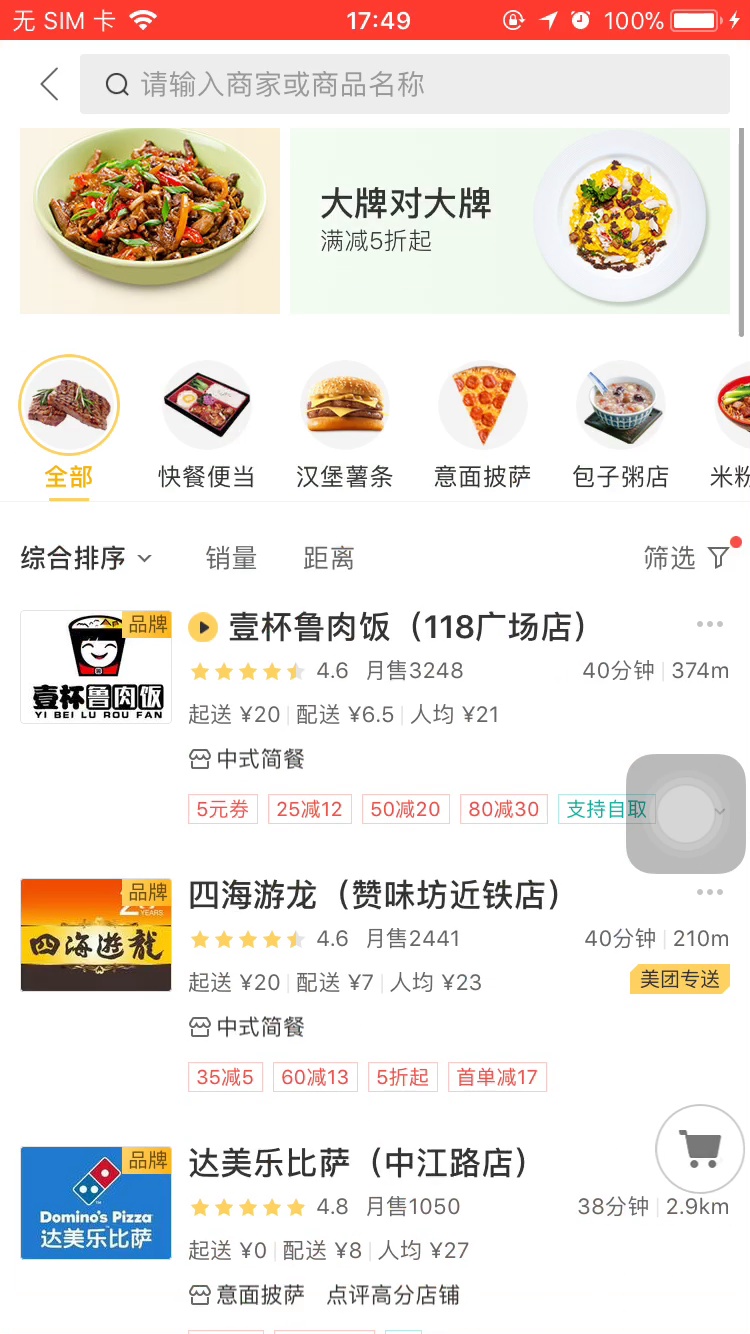 无 SIM 卡 17:49 100%
请输入商家或商品名称
大牌对大牌
满减5折起
全部 快餐便当 汉堡薯条 意面披萨 包子粥店 米粉
综合排序 销量 距离 筛选
品牌
壹杯鲁肉饭
YI BEI LU ROU FAN
壹杯鲁肉饭（118广场店）
4.6 月售3248 40分钟 374m
起送 ¥20 配送 ¥6.5 人均 ¥21
中式简餐
5元券 25减12 50减20 80减30 支持自取
品牌
YEARS
四海遊龍
四海游龙（赞味坊近铁店）
4.6 月售2441 40分钟 210m
起送 ¥20 配送 ¥7 人均 ¥23 美团专送
中式简餐
35减5 60减13 5折起 首单减17
品牌
Domino's Pizza
达美乐比萨
达美乐比萨（中江路店）
4.8 月售1050 38分钟 2.9km
起送 ¥0 配送 ¥8 人均 ¥27
意面披萨 点评高分店铺